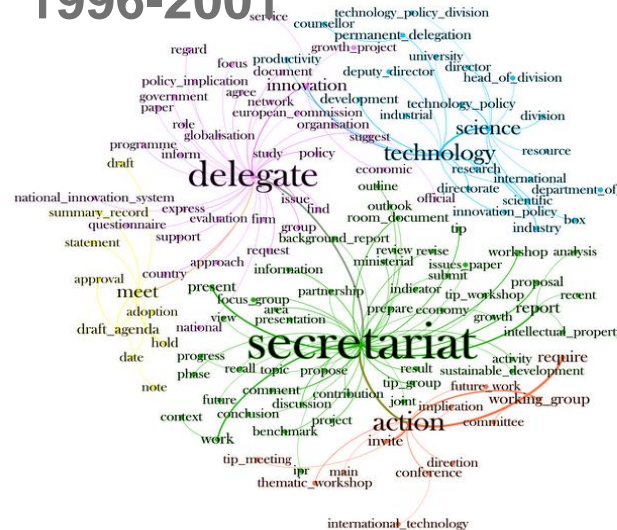 1996-2001
service
technology_policy_division
counsellor
permanent_delegation
regard
growth_project
university
focus
productivity
director
document
deputy_director
head_of_division
policy_implication
innovation
government
agree
network
development
technology_policy
paper
european_commission
industrial
division
role
organisation
science
globalisation
suggest
programme
inform
study
policy
technology
resource
draft
economic
research
delegate
outline
international
directorate
department_of
national_innovation_system
issue
official
scientific
summary_record
express
find
outlook
innovation_policy
box
questionnaire
evaluation
firm
room_document
industry
statement
support
group
tip
background_report
request
review
revise
workshop
analysis
approach
ministerial
issues_paper
country
information
submit
approval
meet
present
partnership
indicator
proposal
focus_group
tip_workshop
recent
adoption
area
prepare
economy
report
view
presentation
growth
draft_agenda
national
intellectual_propert
hold
secretariat
date
progress
activity
require
recall
topic
propose
result
sustainable_development
phase
tip_group
future_work
note
comment
contribution
joint
working_group
future
discussion
implication
context
conclusion
project
action
committee
benchmark
work
invite
tip_meeting
direction
ipr
main
conference
thematic_workshop
international_technology